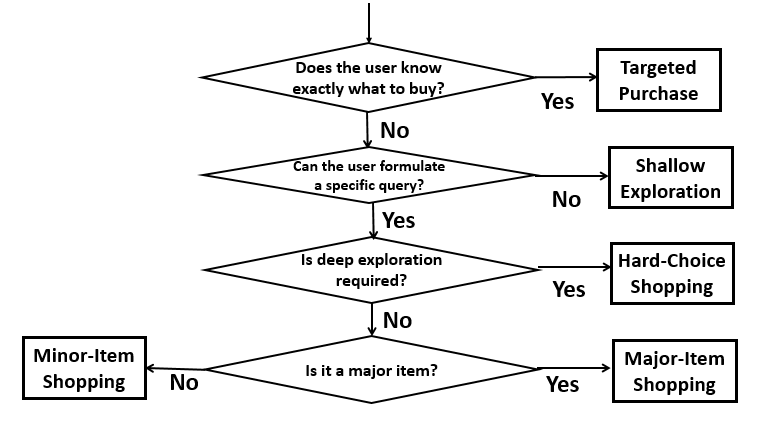 Does the user know
exactly what to buy?
Yes
Targeted
Purchase
No
Can the user formulate
a specific query?
No
Shallow
Exploration
Yes
Is deep exploration
required?
Yes
Hard-Choice
Shopping
No
Minor-Item
Shopping
No
Is it a major item?
Yes
Major-Item
Shopping